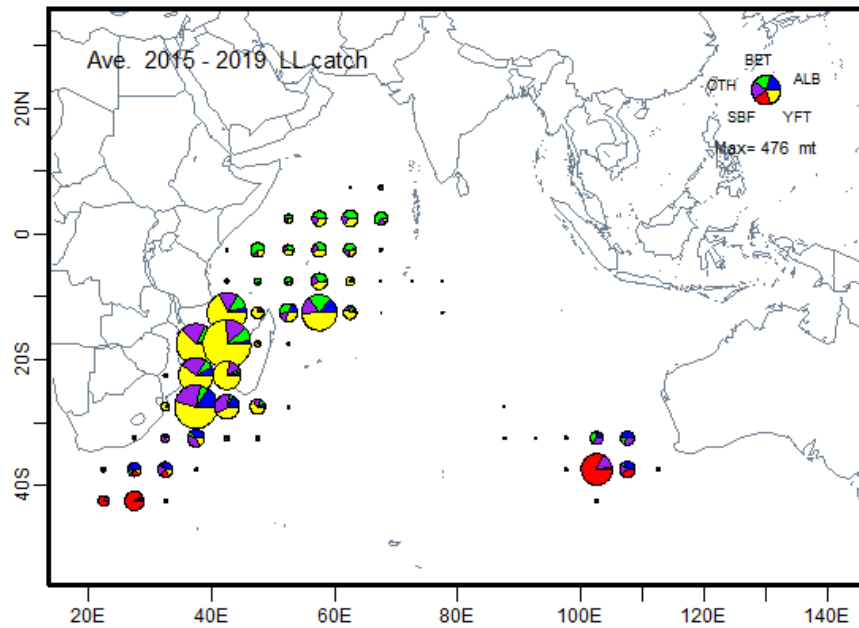 Ave. 2015 - 2019 LL catch
BET
OTH
ALB
SBF
YFT
Max= 476 mt
20N
0
20S
40S
20E
40E
60E
80E
100E
120E
140E